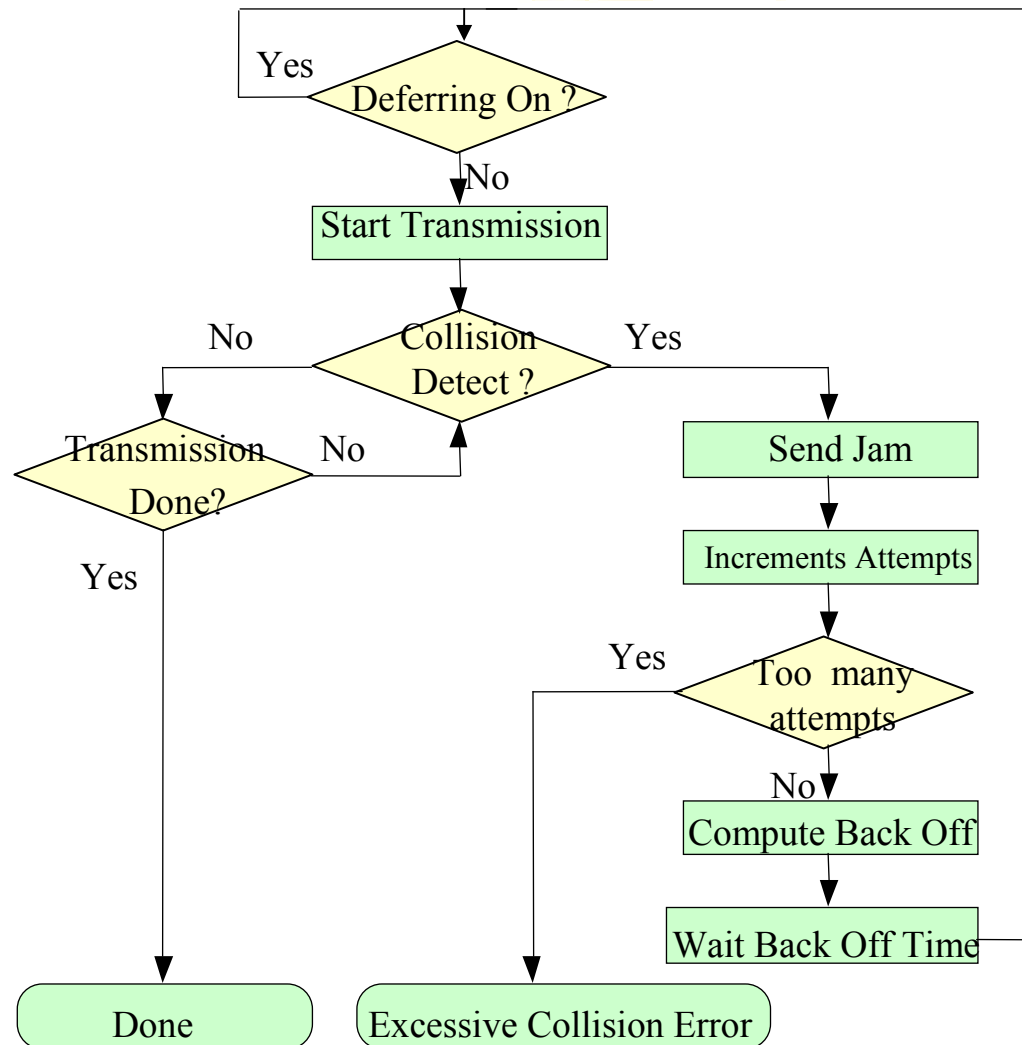 Yes
Deferring On ?
No
Start Transmission
No
Collision
Detect ?
Yes
Transmission
Done?
No
Send Jam
Increments Attempts
Yes
Yes
Too many
attempts
No
Compute Back Off
Wait Back Off Time
Done
Excessive Collision Error